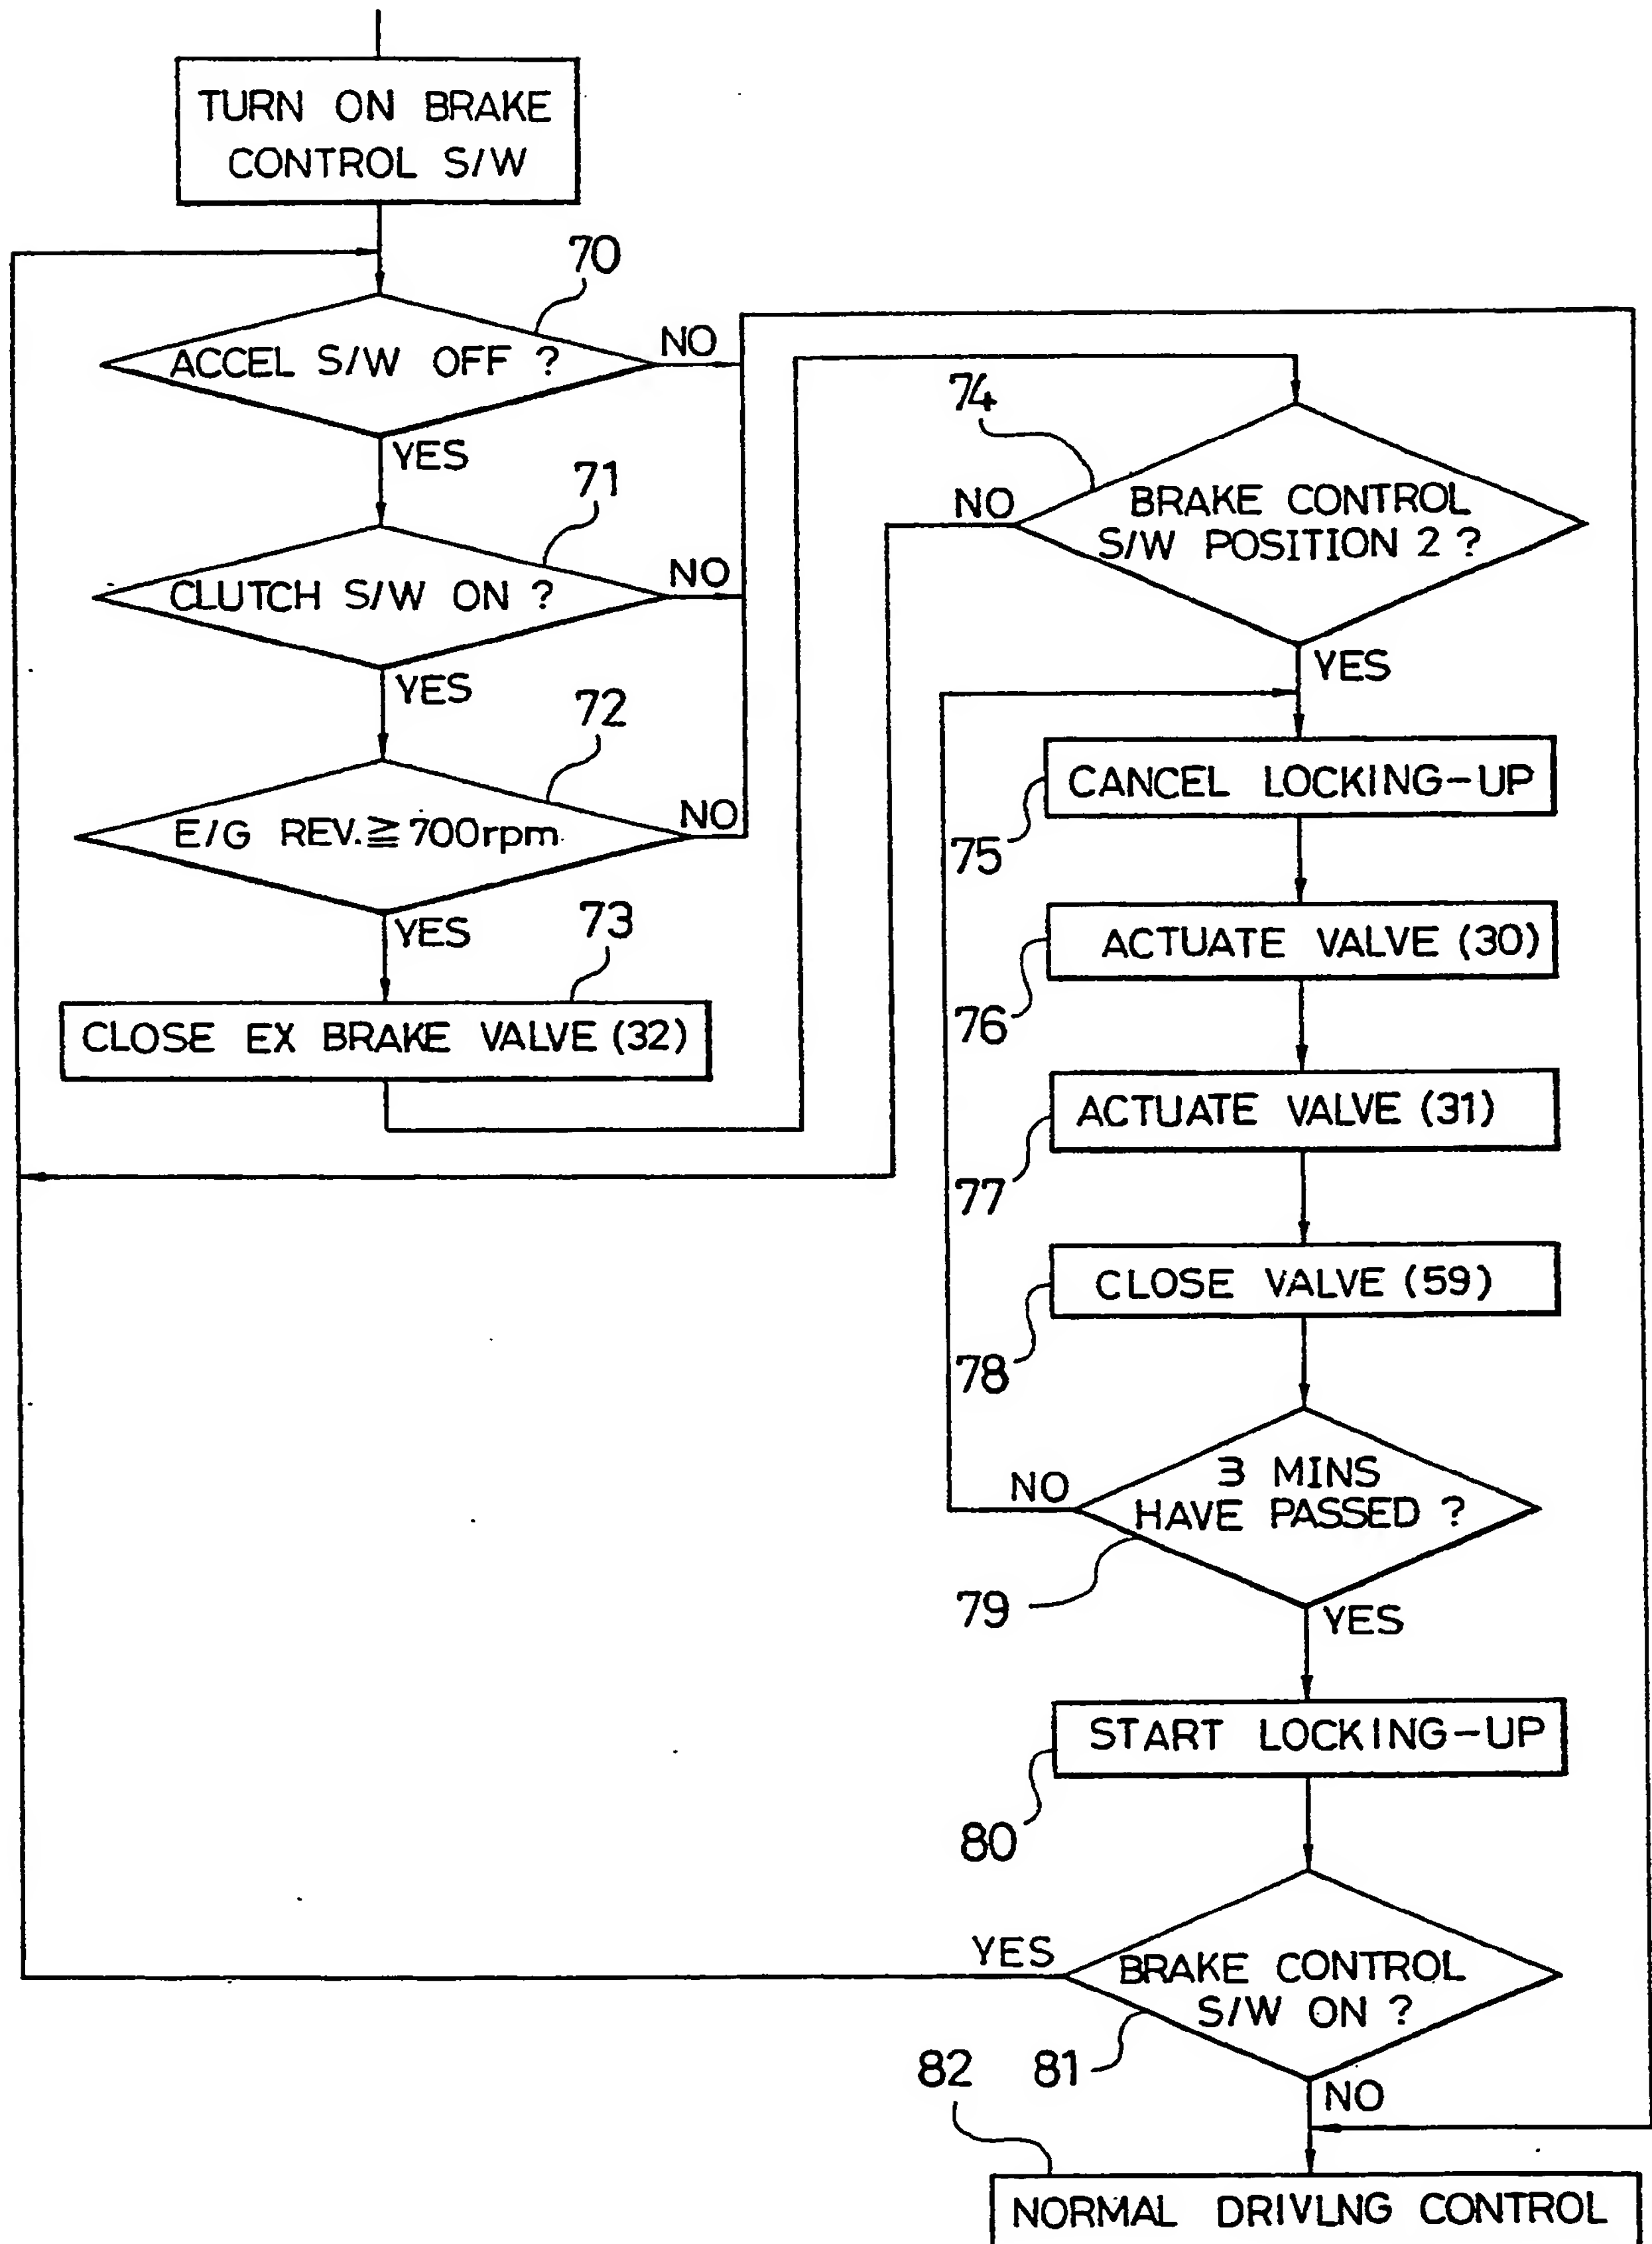 TURN ON BRAKE
CONTROL S/W
70
ACCEL S/W OFF ?
NO
YES
71
CLUTCH S/W ON ?
NO
YES
72
E/G REV.≧700rpm
NO
YES
73
CLOSE EX BRAKE VALVE (32)
74
BRAKE CONTROL
S/W POSITION 2 ?
NO
YES
CANCEL LOCKING-UP
75
ACTUATE VALVE (30)
76
ACTUATE VALVE (31)
77
CLOSE VALVE (59)
78
3 MINS
HAVE PASSED ?
NO
79
YES
START LOCKING-UP
80
BRAKE CONTROL
S/W ON ?
YES
81
NO
82
NORMAL DRIVLNG CONTROL